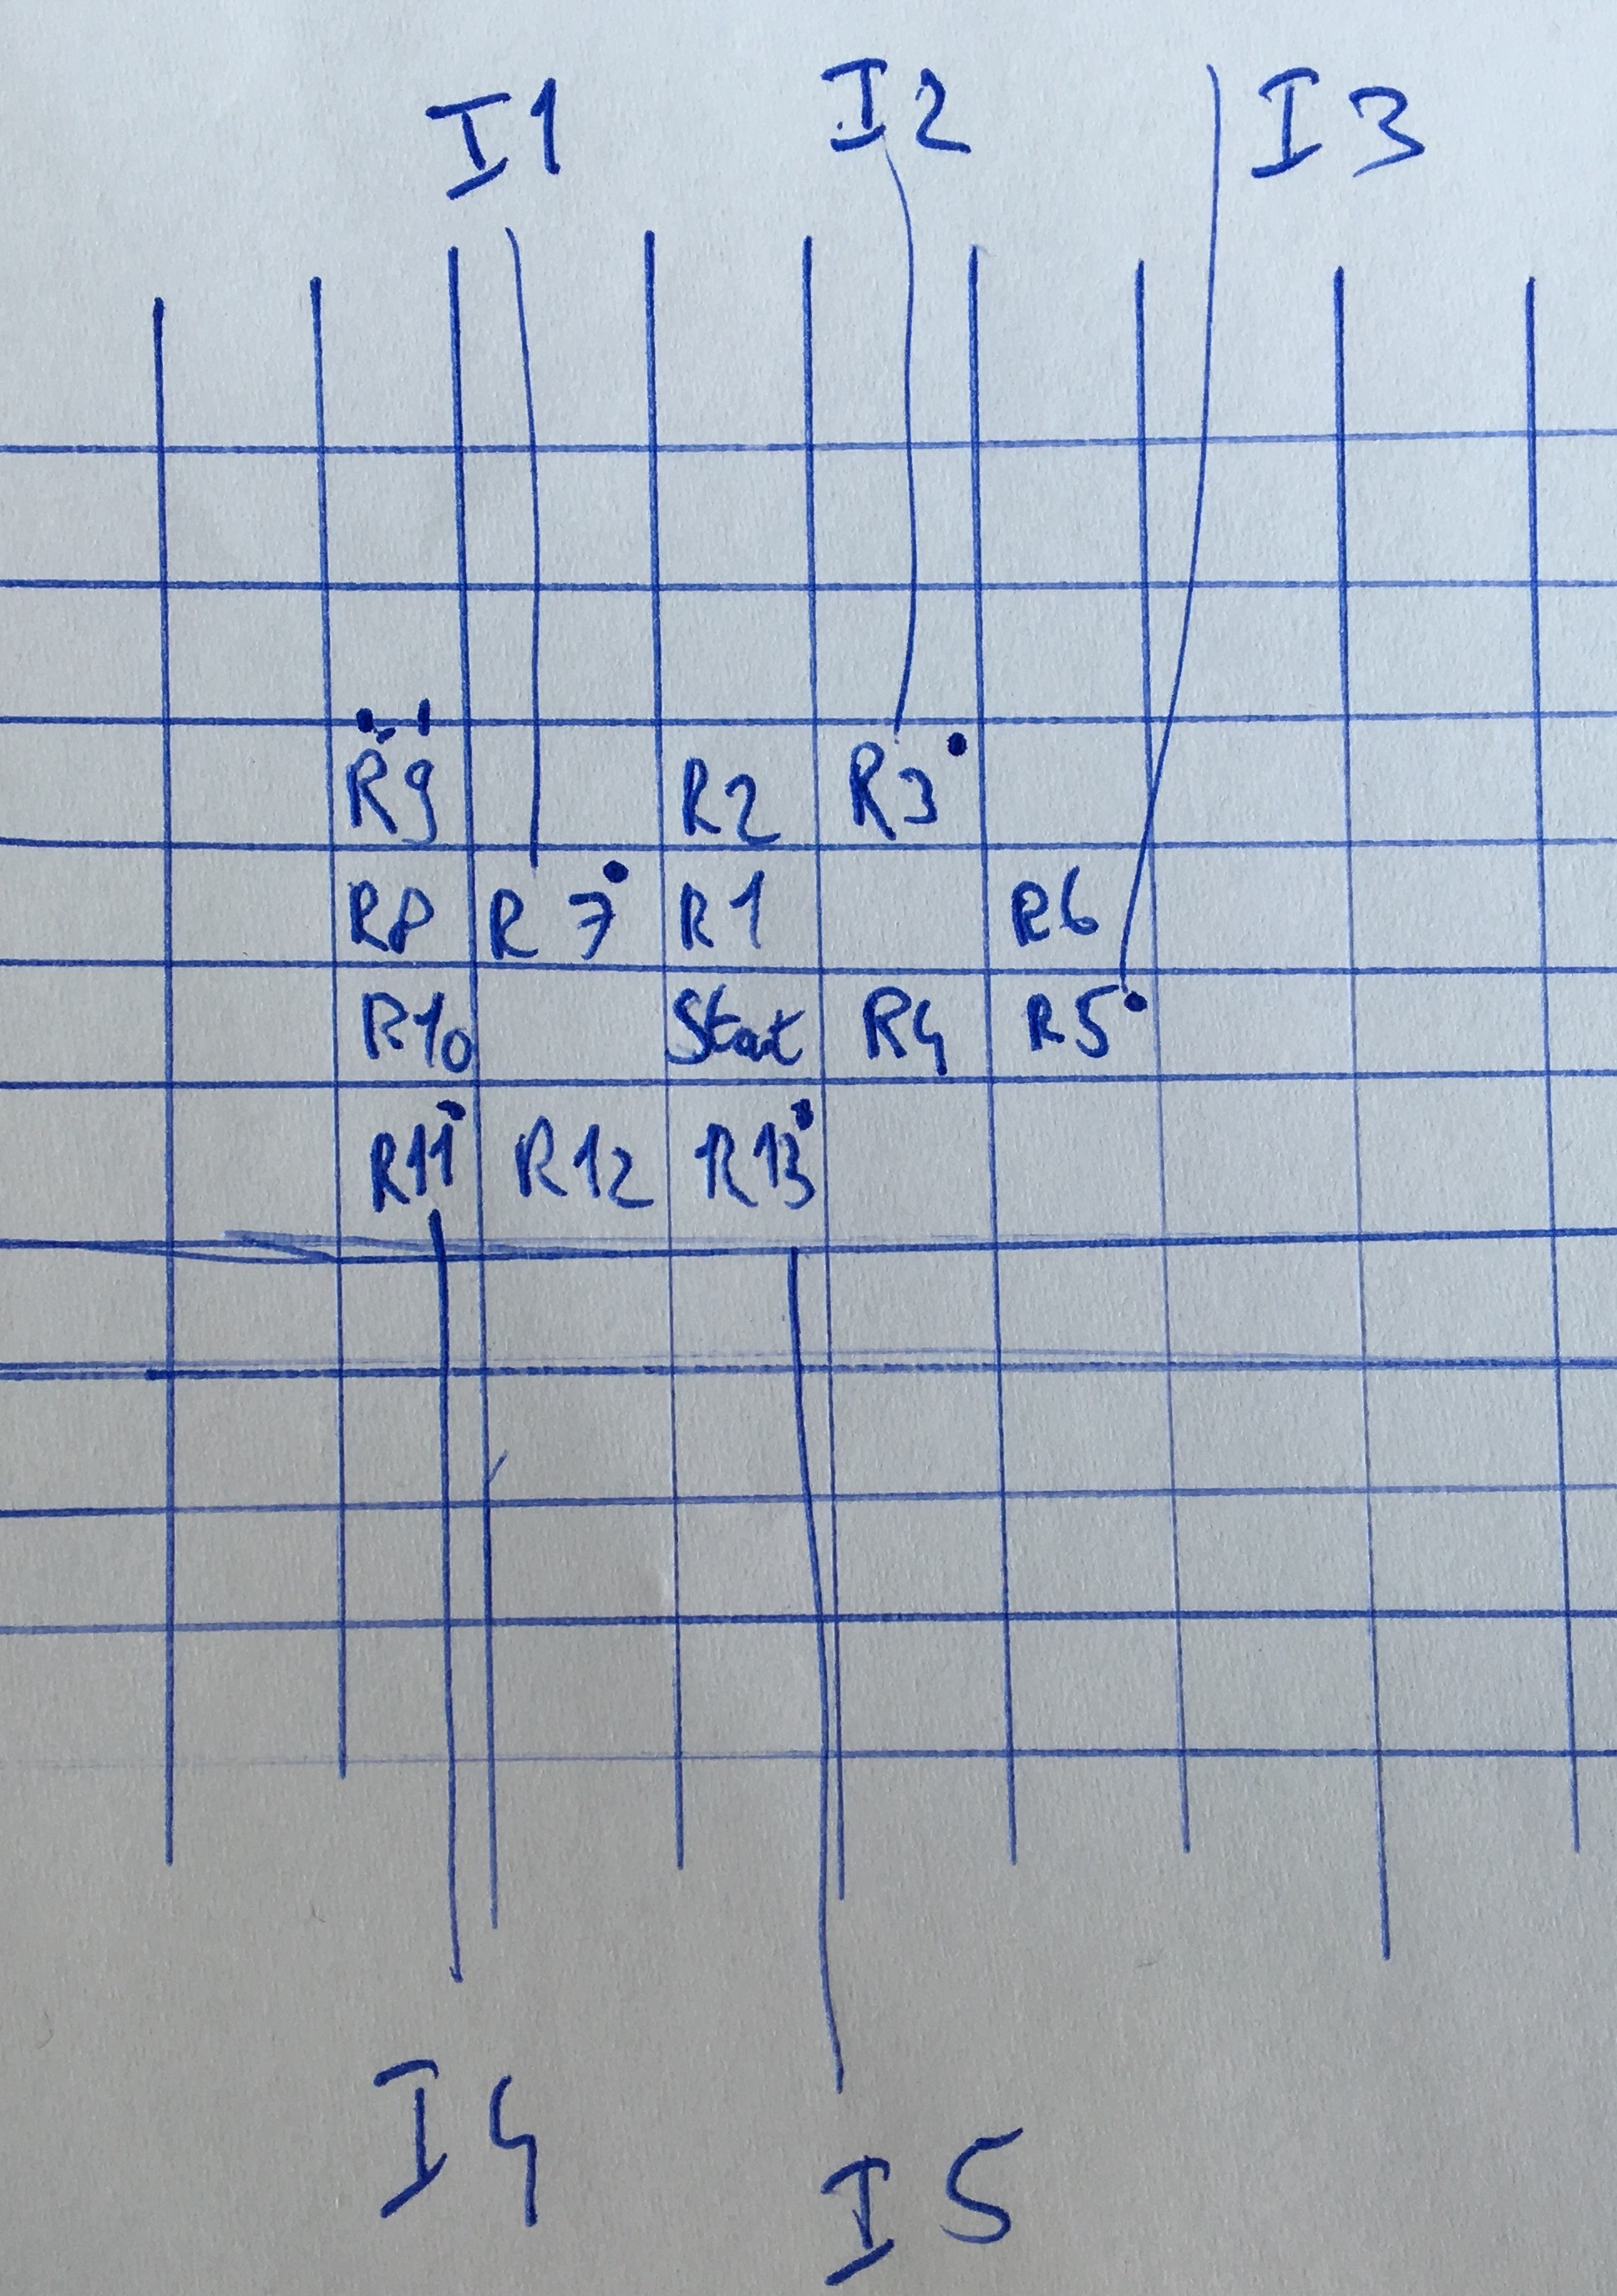 I1 I2 I3
R9 R2 R3
R8 R7 R1 R6
R10 Start R4 R5
R11 R12 R13
I4 I5